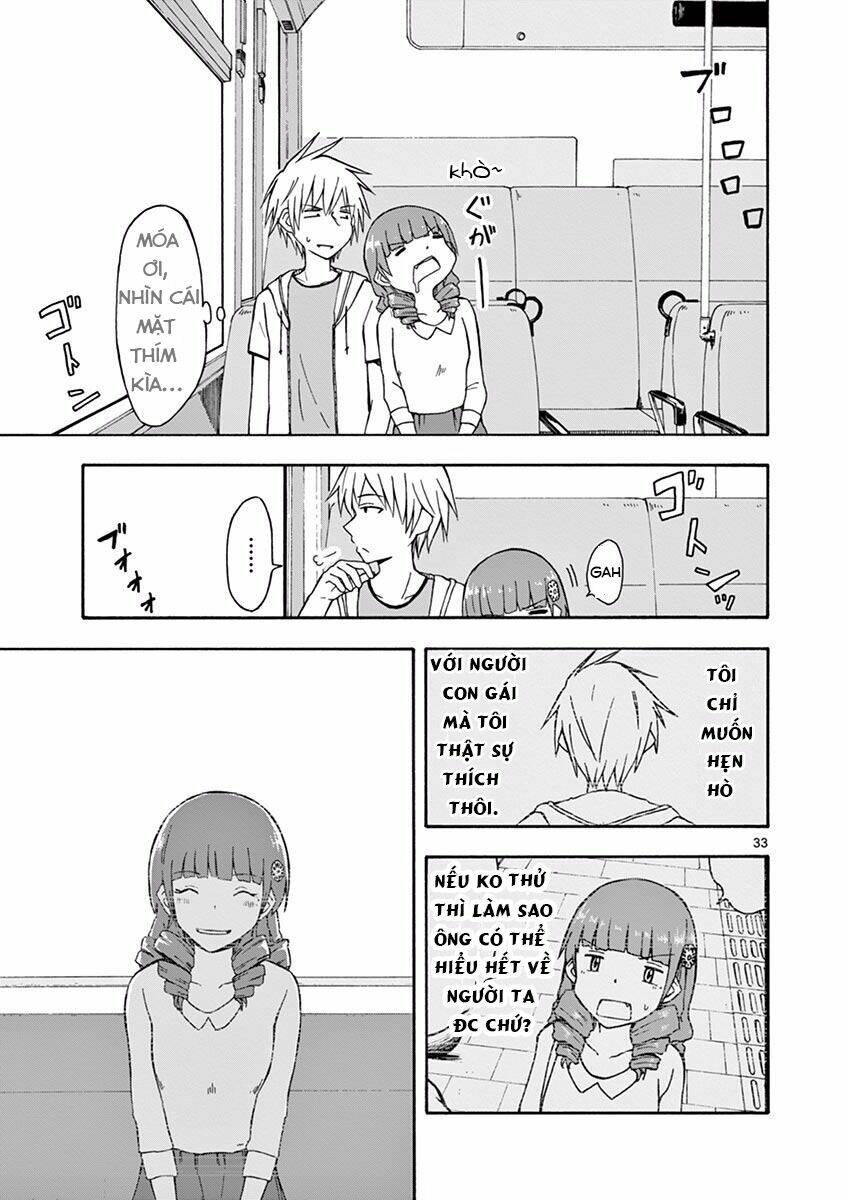 ブロロロ
khò~
ぐがー
MÓA
ƠI,
NHÌN CÁI
MẶT
THÍM
KÌA...
ゴトン
ゴトン
GAH
......
ブオオオ
TÔI
CHỈ
MUỐN
HẸN
HÒ
VỚI NGƯỜI
CON GÁI
MÀ TÔI
THẬT SỰ
THÍCH
THÔI.
33
NẾU KO THỬ
THÌ LÀM SAO
ÔNG CÓ THỂ
HIỂU HẾT VỀ
NGƯỜI TA
ĐC CHỨ?